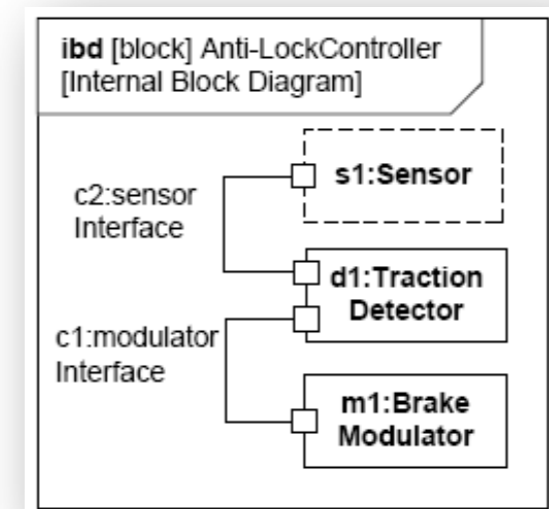 ibd [block] Anti-LockController
[Internal Block Diagram]
s1:Sensor
c2:sensor
Interface
d1:Traction
Detector
c1:modulator
Interface
m1:Brake
Modulator